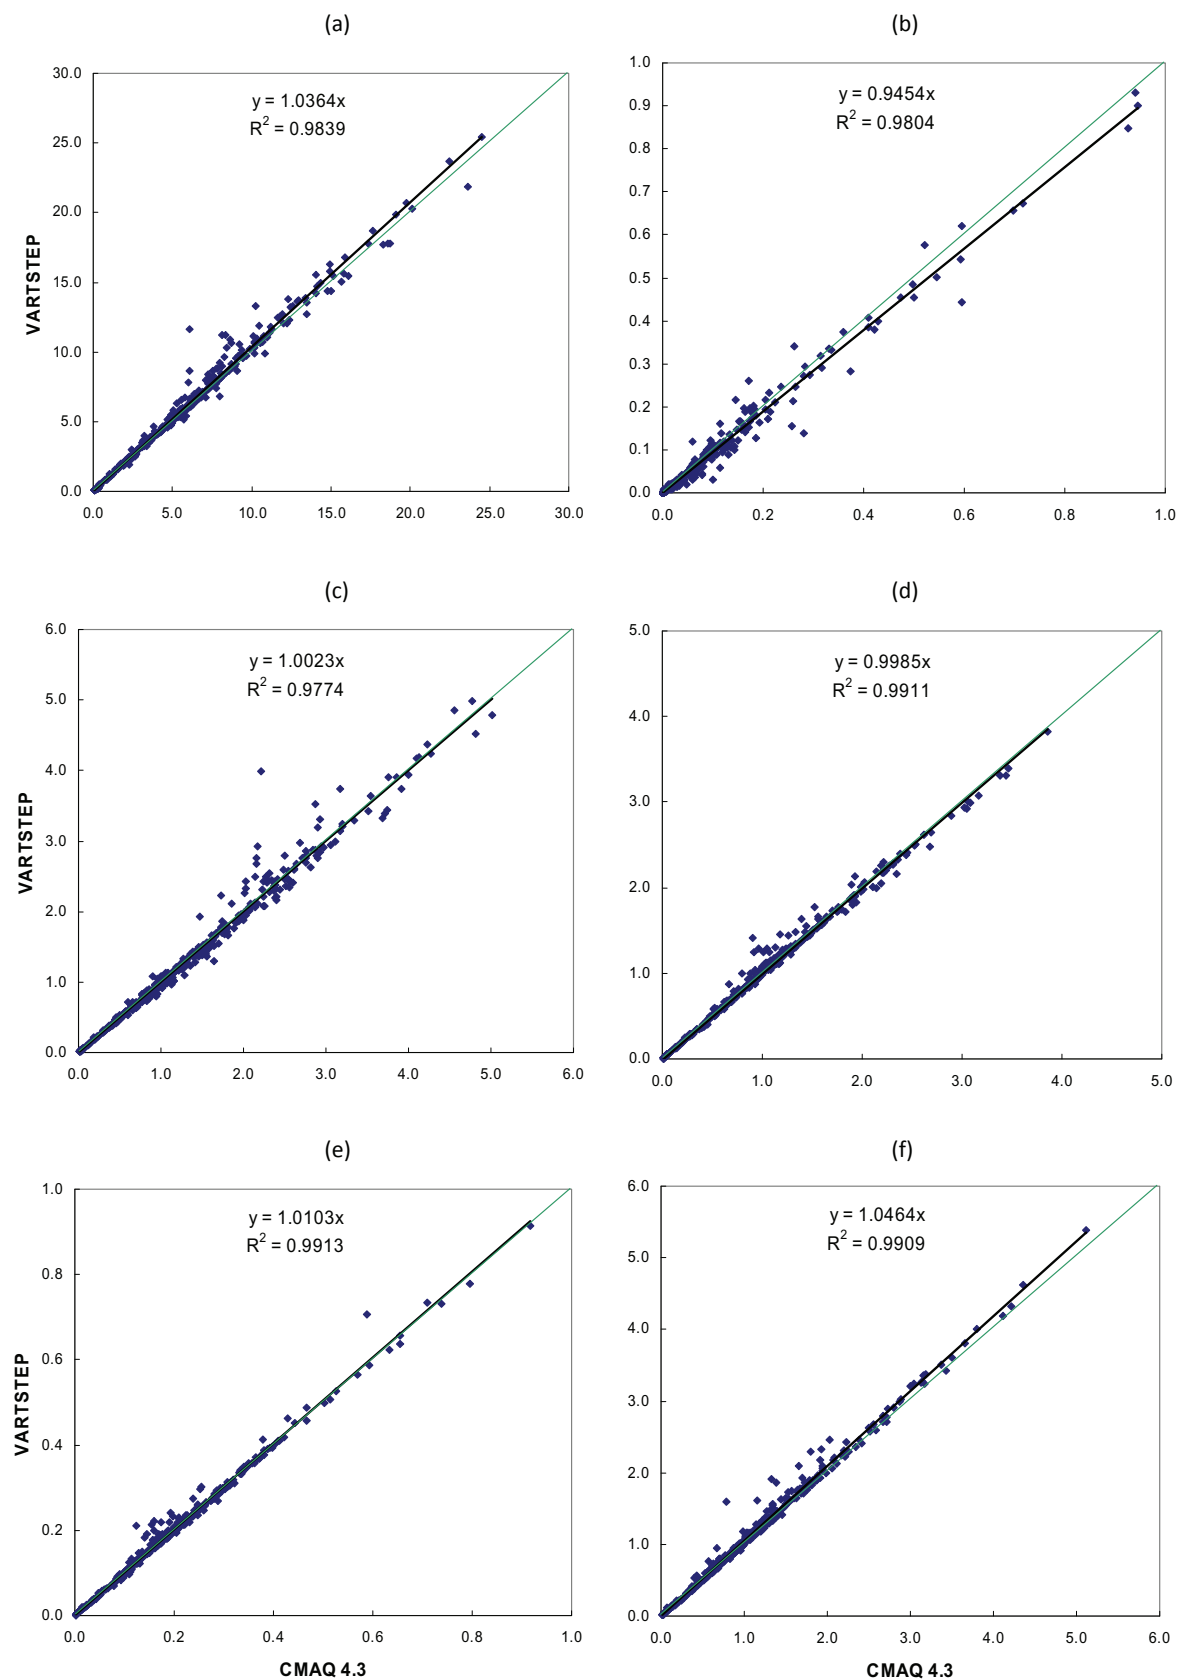 (a)
30.0
25.0
20.0
15.0
10.0
5.0
0.0
y = 1.0364x
R² = 0.9839
VARTSTEP
0.0 5.0 10.0 15.0 20.0 25.0 30.0
(b)
1.0
0.9
0.8
0.7
0.6
0.5
0.4
0.3
0.2
0.1
0.0
y = 0.9454x
R² = 0.9804
0.0 0.2 0.4 0.6 0.8 1.0
(c)
6.0
5.0
4.0
3.0
2.0
1.0
0.0
y = 1.0023x
R² = 0.9774
VARTSTEP
0.0 1.0 2.0 3.0 4.0 5.0 6.0
(d)
5.0
4.0
3.0
2.0
1.0
0.0
y = 0.9985x
R² = 0.9911
0.0 1.0 2.0 3.0 4.0 5.0
(e)
1.0
0.8
0.6
0.4
0.2
0.0
y = 1.0103x
R² = 0.9913
VARTSTEP
0.0 0.2 0.4 0.6 0.8 1.0
CMAQ 4.3
(f)
6.0
5.0
4.0
3.0
2.0
1.0
0.0
y = 1.0464x
R² = 0.9909
0.0 1.0 2.0 3.0 4.0 5.0 6.0
CMAQ 4.3